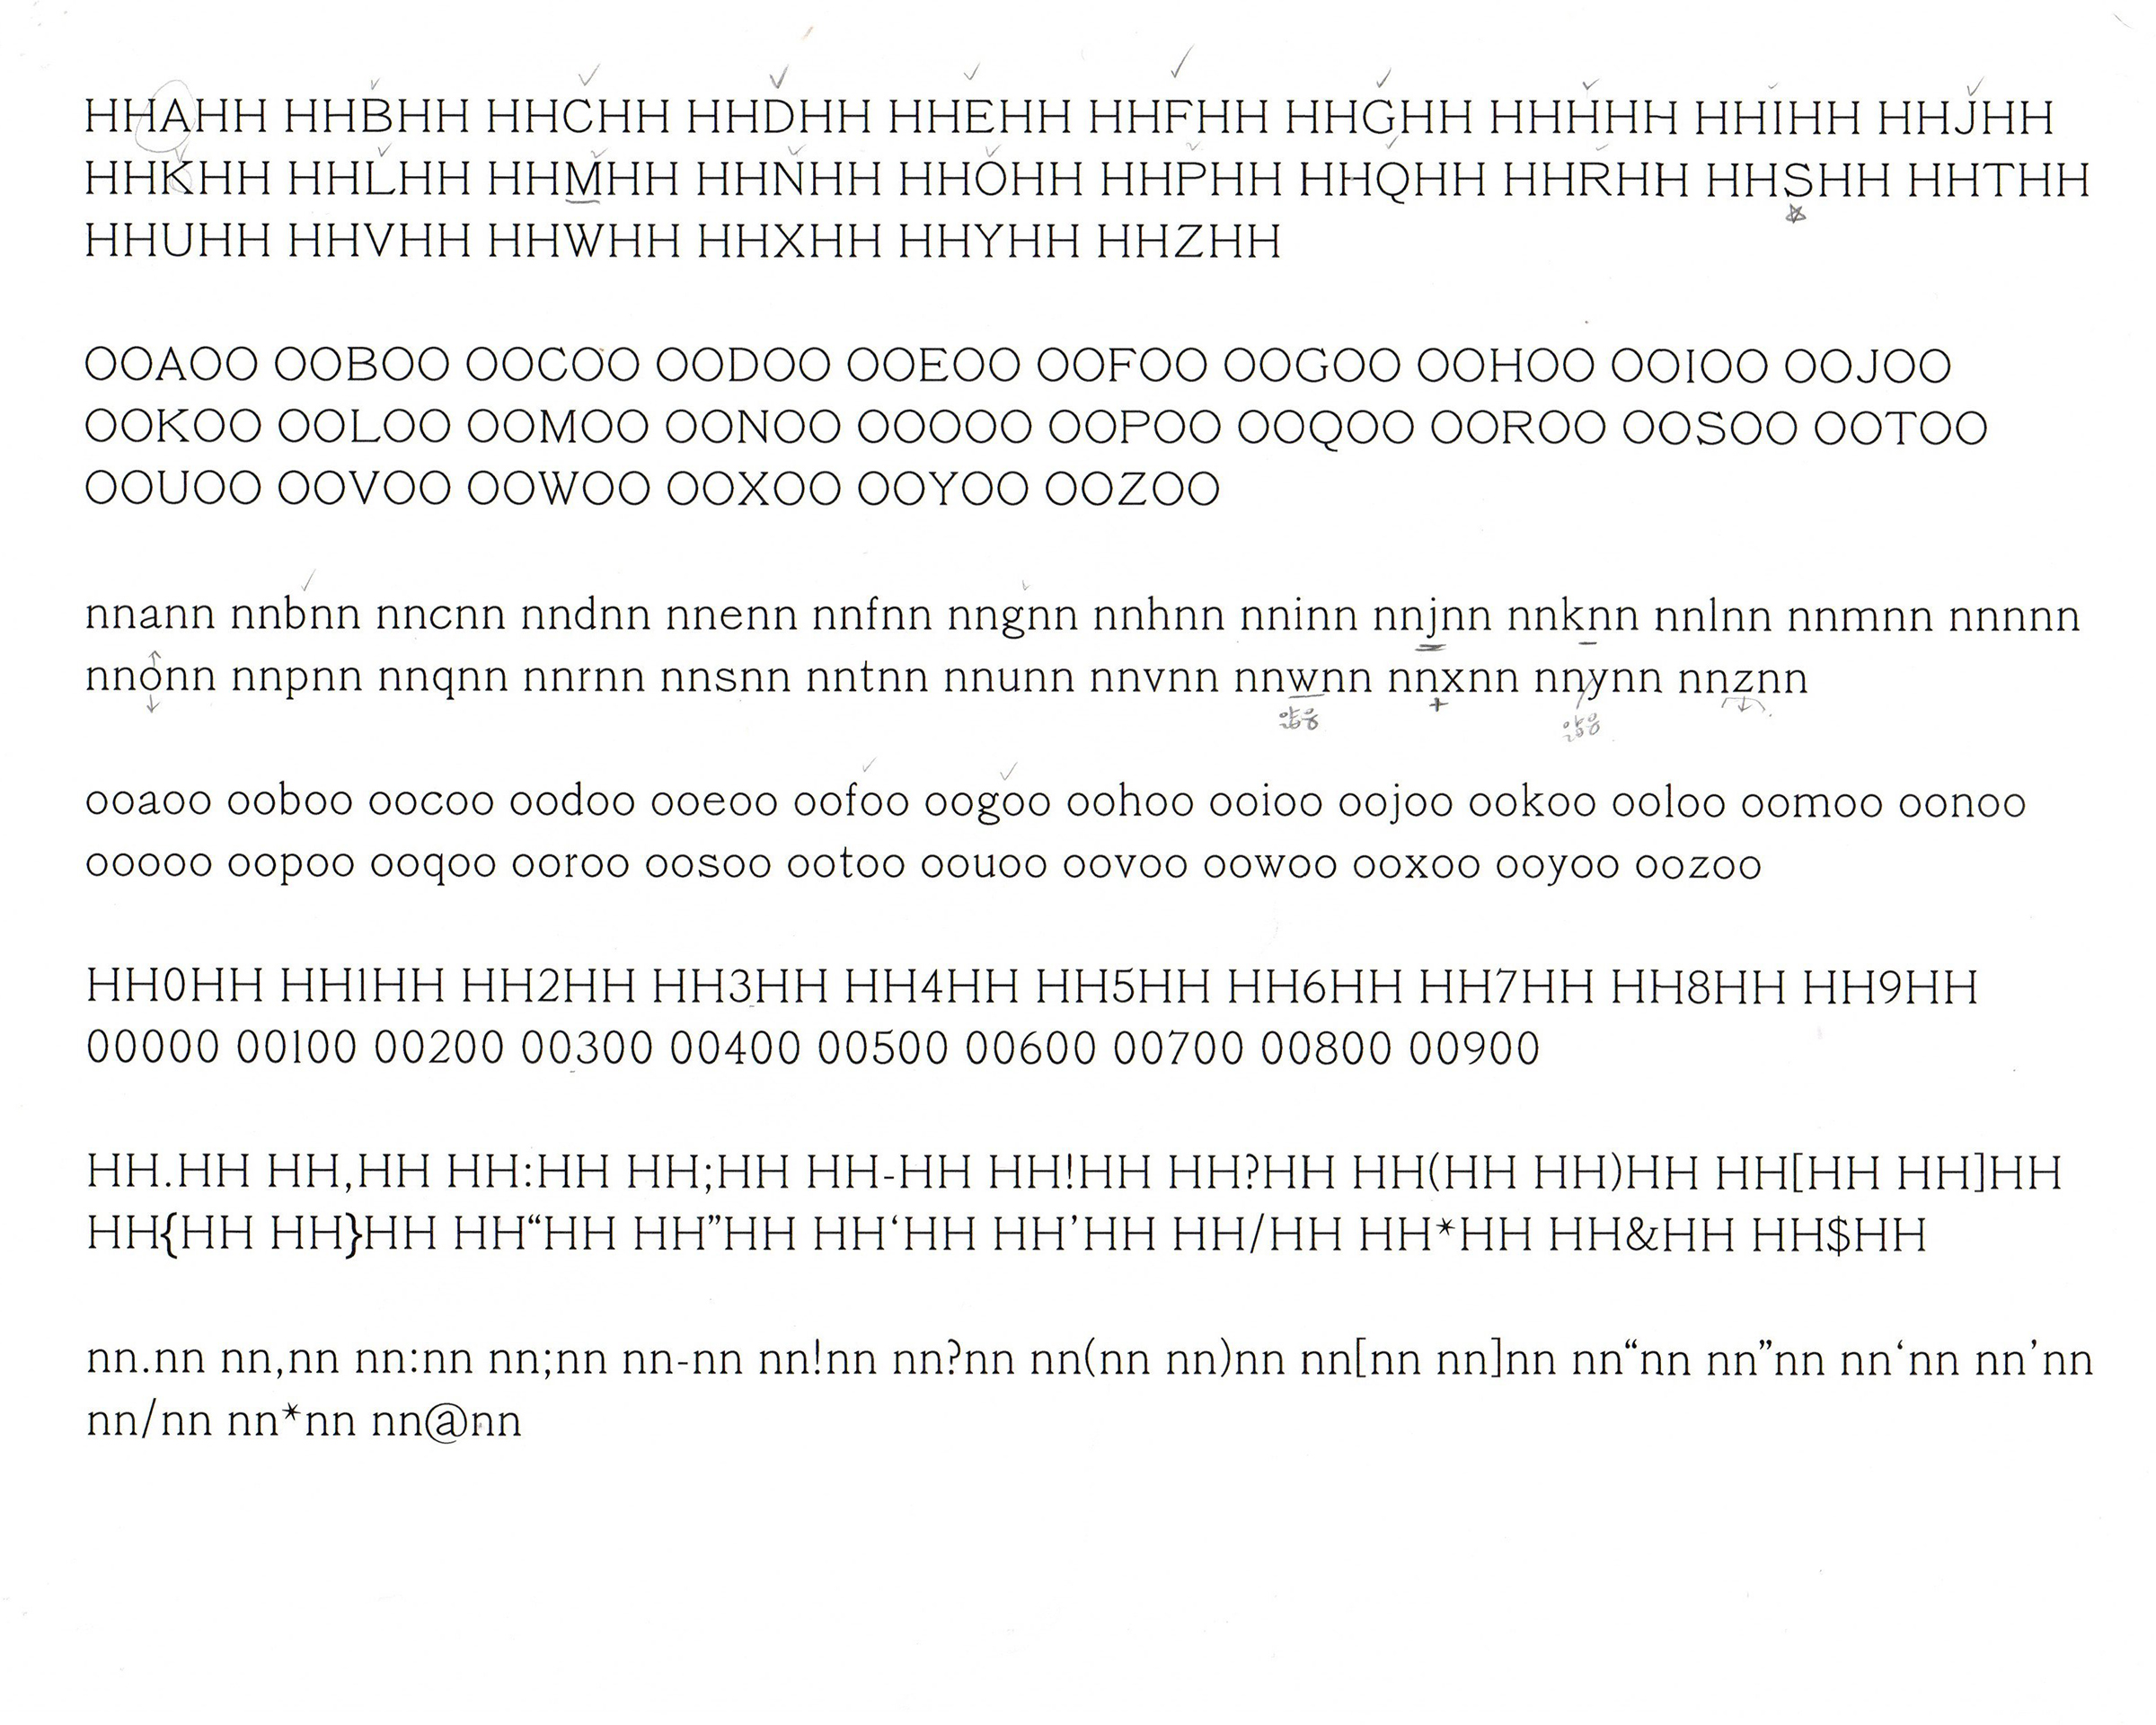 HHAHH HHBHH HHCHH HHDHH HHEHH HHFHH HHGHH HHHHH HHIHH HHJHH
HHKHH HHLHH HHMHH HHNHH HHOHH HHPHH HHQHH HHRHH HHSHH HHTHH
HHUHH HHVHH HHWHH HHXHH HHYHH HHZHH
OOAOO OOBOO OOCOO OODOO OOEOO OOFOO OOGOO OOHOO OOIOO OOJOO
OOKOO OOLOO OOMOO OONOO OOOOO OOPOO OOQOO OOROO OOSOO OOTOO
OOUOO OOVOO OOWOO OOXOO OOYOO OOZOO
nnann nnbnn nncnn nndnn nnenn nnfnn nngnn nnhnn nninn nnjnn nnknn nnlnn nnmnn nnnnn
nnonn nnpnn nnqnn nnrnn nnsnn nntnn nnunn nnvnn nnwnn nnxnn nnynn nnznn
ooaoo ooboo oocoo oodoo ooeoo oofoo oogoo oohoo ooioo oojoo ookoo ooloo oomoo oonoo
ooooo oopoo ooqoo ooroo oosoo ootoo oouoo oovoo oowoo ooxoo ooyoo oozoo
HH0HH HH1HH HH2HH HH3HH HH4HH HH5HH HH6HH HH7HH HH8HH HH9HH
00000 00100 00200 00300 00400 00500 00600 00700 00800 00900
HH.HH HH,HH HH:HH HH;HH HH-HH HH!HH HH?HH HH(HH HH)HH HH[HH HH]HH
HH{HH HH}HH HH“HH HH”HH HH‘HH HH’HH HH/HH HH*HH HH&HH HH$HH
nn.nn nn,nn nn:nn nn;nn nn-nn nn!nn nn?nn nn(nn nn)nn nn[nn nn]nn nn“nn nn”nn nn‘nn nn’nn
nn/nn nn*nn nn@nn